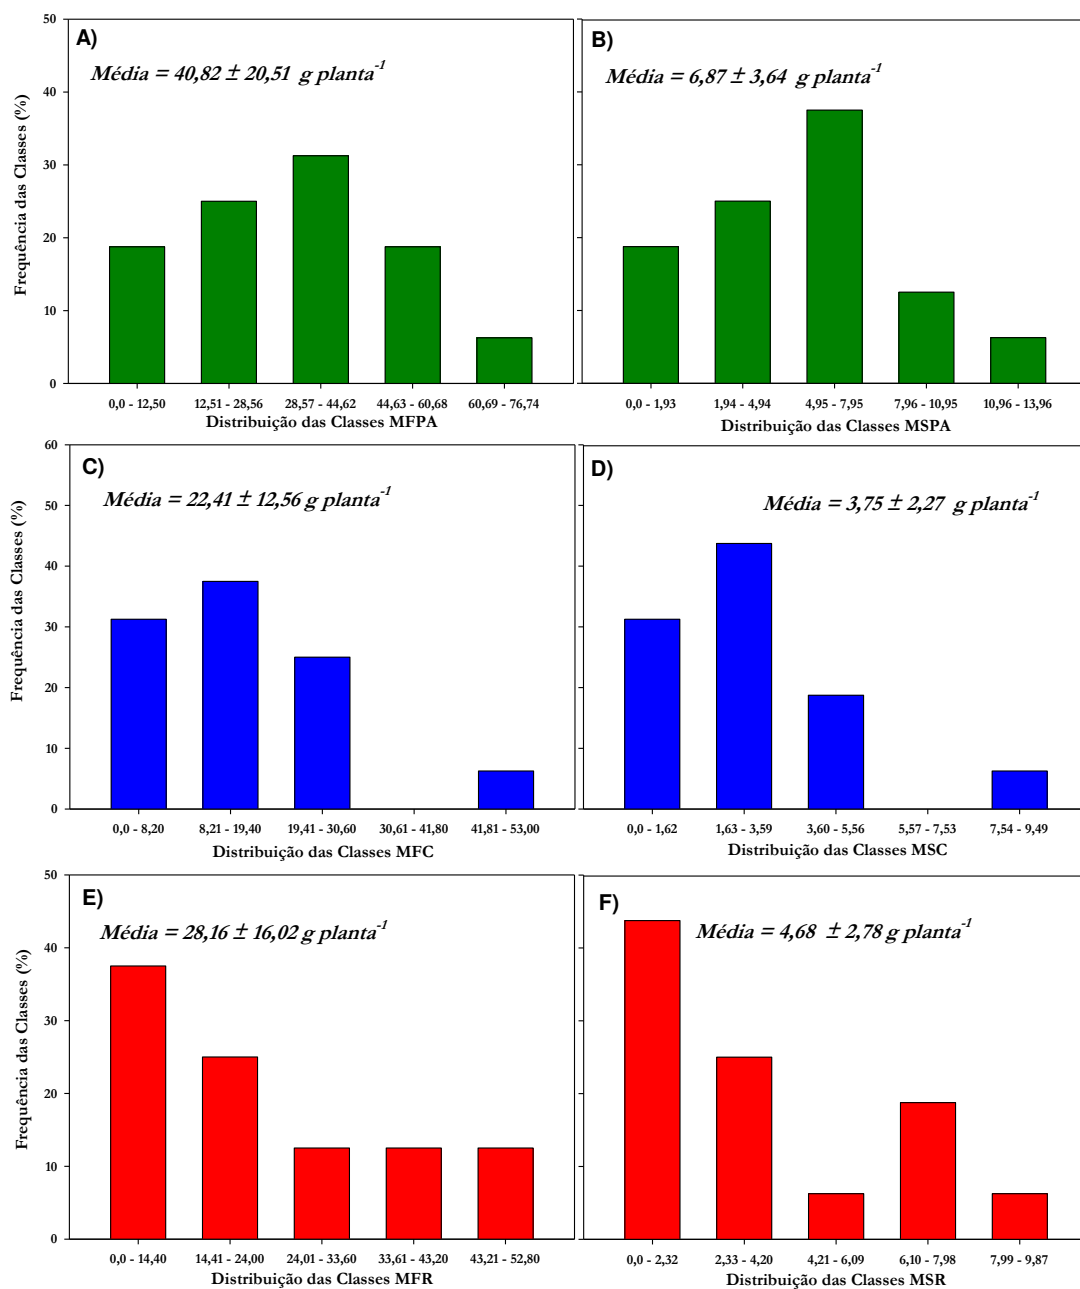 A)
Média = 40,82 ± 20,51 g planta⁻¹
Frequência das Classes (%)
50
40
30
20
10
0
0,0 - 12,50 12,51 - 28,56 28,57 - 44,62 44,63 - 60,68 60,69 - 76,74
Distribuição das Classes MFPA
B)
Média = 6,87 ± 3,64 g planta⁻¹
0,0 - 1,93 1,94 - 4,94 4,95 - 7,95 7,96 - 10,95 10,96 - 13,96
Distribuição das Classes MSPA
C)
Média = 22,41 ± 12,56 g planta⁻¹
Frequência das Classes (%)
60
50
40
30
20
10
0
0,0 - 8,20 8,21 - 19,40 19,41 - 30,60 30,61 - 41,80 41,81 - 53,00
Distribuição das Classes MFC
D)
Média = 3,75 ± 2,27 g planta⁻¹
0,0 - 1,62 1,63 - 3,59 3,60 - 5,56 5,57 - 7,53 7,54 - 9,49
Distribuição das Classes MSC
E)
Média = 28,16 ± 16,02 g planta⁻¹
Frequência das Classes (%)
50
40
30
20
10
0
0,0 - 14,40 14,41 - 24,00 24,01 - 33,60 33,61 - 43,20 43,21 - 52,80
Distribuição das Classes MFR
F)
Média = 4,68 ± 2,78 g planta⁻¹
0,0 - 2,32 2,33 - 4,20 4,21 - 6,09 6,10 - 7,98 7,99 - 9,87
Distribuição das Classes MSR